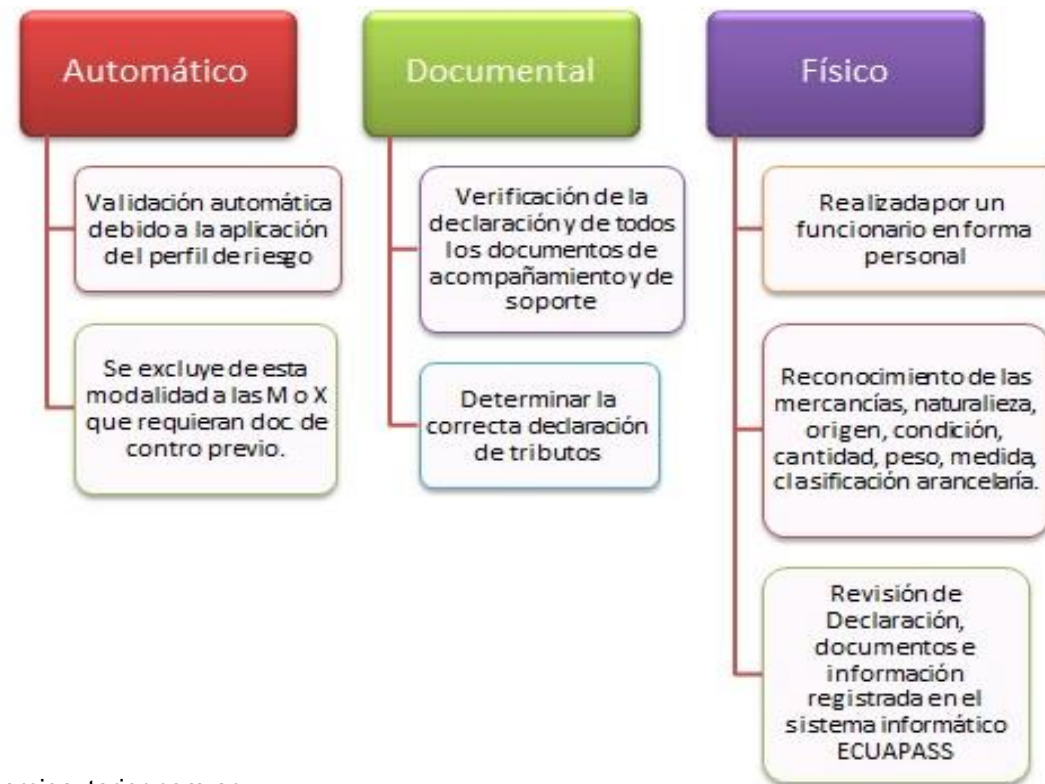 Automático
Validación automática
debido a la aplicación
del perfil de riesgo
Se excluye de esta
modalidad a las M o X
que requieran doc. de
contro previo.
Documental
Verificación de la
declaración y de todos
los documentos de
acompañamiento y de
soporte
Determinar la
correcta declaración
de tributos
Físico
Realizada por un
funcionario en forma
personal
Reconocimiento de las
mercancías, naturalieza,
origen, condición,
cantidad, peso, medida,
clasificación arancelaría.
Revisión de
Declaración,
documentos e
información
registrada en el
sistema informático
ECUAPASS